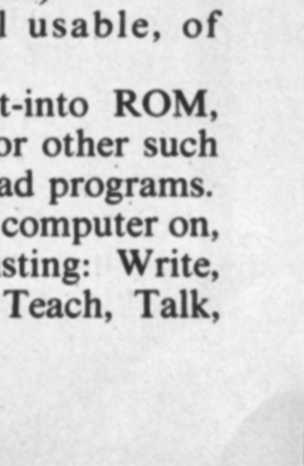 l usable, of
t-into ROM,
or other such
ad programs.
computer on,
sting: Write,
Teach, Talk,